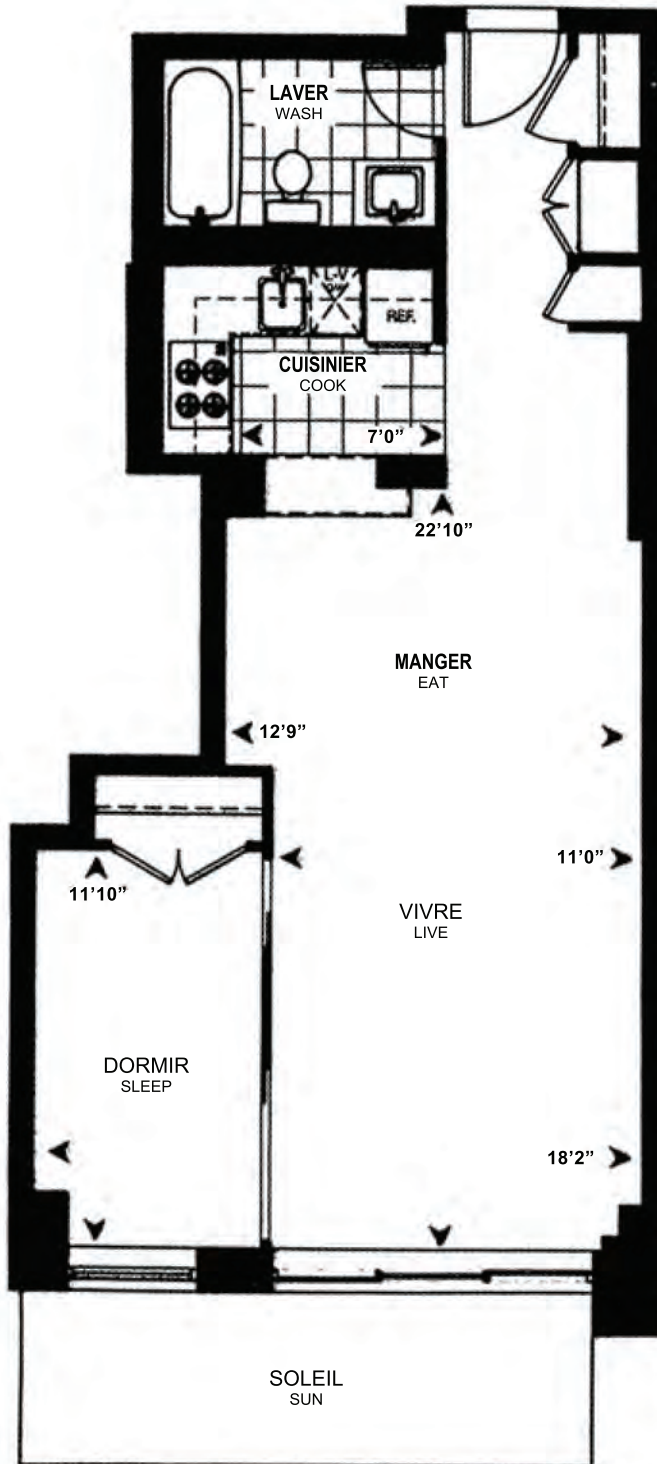 LAVER
WASH
L-V
D/W
REF.
CUISINIER
COOK
7'0"
22'10"
MANGER
EAT
12'9"
11'0"
11'10"
VIVRE
LIVE
DORMIR
SLEEP
18'2"
SOLEIL
SUN